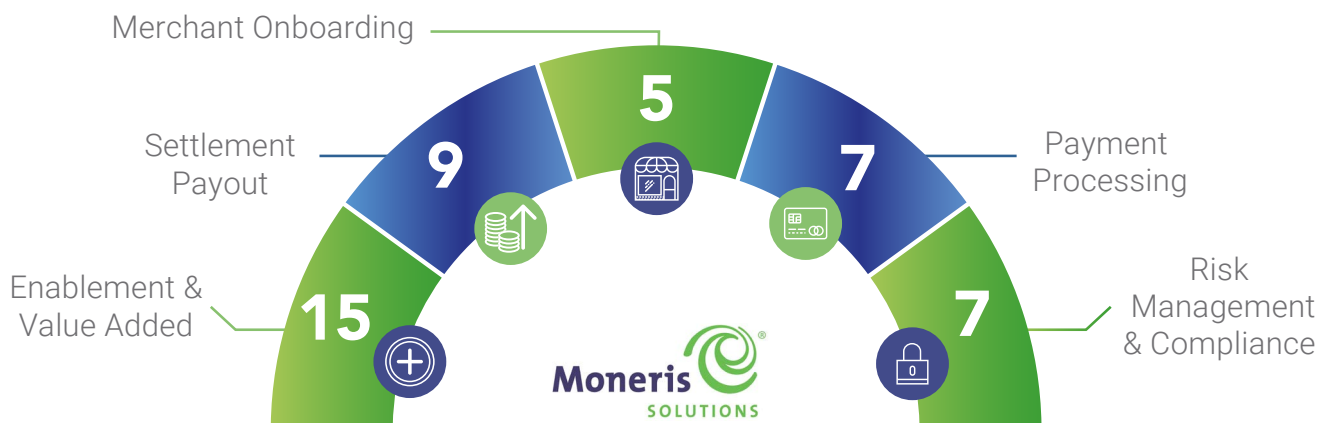 Merchant Onboarding
5
Settlement
Payout
9
7
Payment
Processing
Enablement &
Value Added
15
7
Risk
Management
& Compliance
0
Moneris®
SOLUTIONS